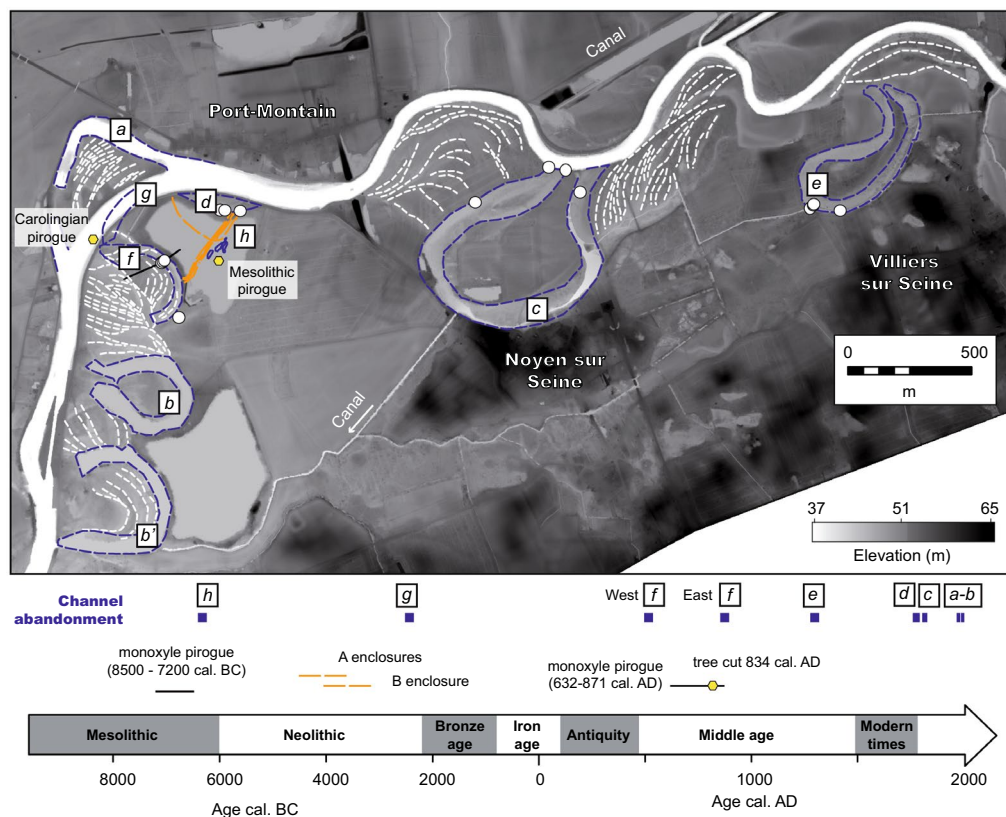 Canal
Port-Montain
a
g
d
e
Carolingian
pirogue
h
f
Mesolithic
pirogue
Villiers
sur Seine
c
Noyen sur
Seine
0 500
m
b
Canal
b'
37 51 65
Elevation (m)
Channel
abandonment
h g West f East f e d c a-b
monoxyle pirogue
(8500 - 7200 cal. BC)
A enclosures
B enclosure
monoxyle pirogue
(632-871 cal. AD)
tree cut 834 cal. AD
Mesolithic Neolithic Bronze age Iron age Antiquity Middle age Modern times
8000 6000 4000 2000 0 1000 2000
Age cal. BC Age cal. AD